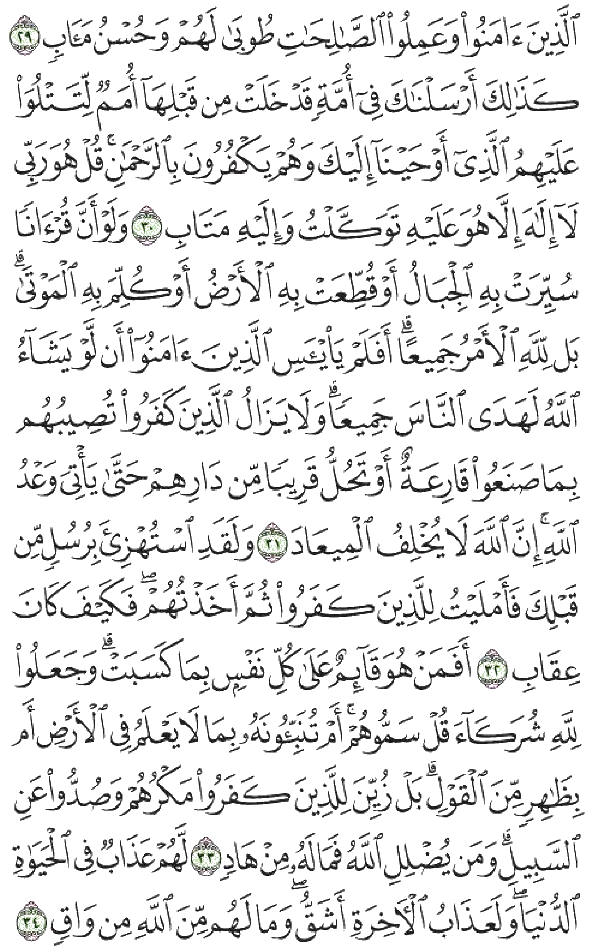 ٱلَّذِينَ ءَامَنُوا۟ وَعَمِلُوا۟ ٱلصَّٰلِحَٰتِ طُوبَىٰ لَهُمْ وَحُسْنُ مَـَٔابٍ ٢٩
كَذَٰلِكَ أَرْسَلْنَٰكَ فِىٓ أُمَّةٍ قَدْ خَلَتْ مِن قَبْلِهَآ أُمَمٌ لِّتَتْلُوَا۟
عَلَيْهِمُ ٱلَّذِىٓ أَوْحَيْنَآ إِلَيْكَ وَهُمْ يَكْفُرُونَ بِٱلرَّحْمَٰنِ ۚ قُلْ هُوَ رَبِّى
لَآ إِلَٰهَ إِلَّا هُوَ عَلَيْهِ تَوَكَّلْتُ وَإِلَيْهِ مَتَابِ ٣٠ وَلَوْ أَنَّ قُرْءَانًا
سُيِّرَتْ بِهِ ٱلْجِبَالُ أَوْ قُطِّعَتْ بِهِ ٱلْأَرْضُ أَوْ كُلِّمَ بِهِ ٱلْمَوْتَىٰ ۗ
بَل لِّلَّهِ ٱلْأَمْرُ جَمِيعًا ۗ أَفَلَمْ يَا۟يْـَٔسِ ٱلَّذِينَ ءَامَنُوٓا۟ أَن لَّوْ يَشَآءُ
ٱللَّهُ لَهَدَى ٱلنَّاسَ جَمِيعًا ۗ وَلَا يَزَالُ ٱلَّذِينَ كَفَرُوا۟ تُصِيبُهُم
بِمَا صَنَعُوا۟ قَارِعَةٌ أَوْ تَحُلُّ قَرِيبًا مِّن دَارِهِمْ حَتَّىٰ يَأْتِىَ وَعْدُ
ٱللَّهِ ۚ إِنَّ ٱللَّهَ لَا يُخْلِفُ ٱلْمِيعَادَ ٣١ وَلَقَدِ ٱسْتُهْزِئَ بِرُسُلٍ مِّن
قَبْلِكَ فَأَمْلَيْتُ لِلَّذِينَ كَفَرُوا۟ ثُمَّ أَخَذْتُهُمْ ۖ فَكَيْفَ كَانَ
عِقَابِ ٣٢ أَفَمَنْ هُوَ قَآئِمٌ عَلَىٰ كُلِّ نَفْسٍۭ بِمَا كَسَبَتْ ۗ وَجَعَلُوا۟
لِلَّهِ شُرَكَآءَ قُلْ سَمُّوهُمْ ۚ أَمْ تُنَبِّـُٔونَهُۥ بِمَا لَا يَعْلَمُ فِى ٱلْأَرْضِ أَم
بِظَٰهِرٍ مِّنَ ٱلْقَوْلِ ۗ بَلْ زُيِّنَ لِلَّذِينَ كَفَرُوا۟ مَكْرُهُمْ وَصُدُّوا۟ عَنِ
ٱلسَّبِيلِ ۗ وَمَن يُضْلِلِ ٱللَّهُ فَمَا لَهُۥ مِنْ هَادٍ ٣٣ لَّهُمْ عَذَابٌ فِى ٱلْحَيَوٰةِ
ٱلدُّنْيَا ۖ وَلَعَذَابُ ٱلْءَاخِرَةِ أَشَقُّ ۖ وَمَا لَهُم مِّنَ ٱللَّهِ مِن وَاقٍ ٣٤